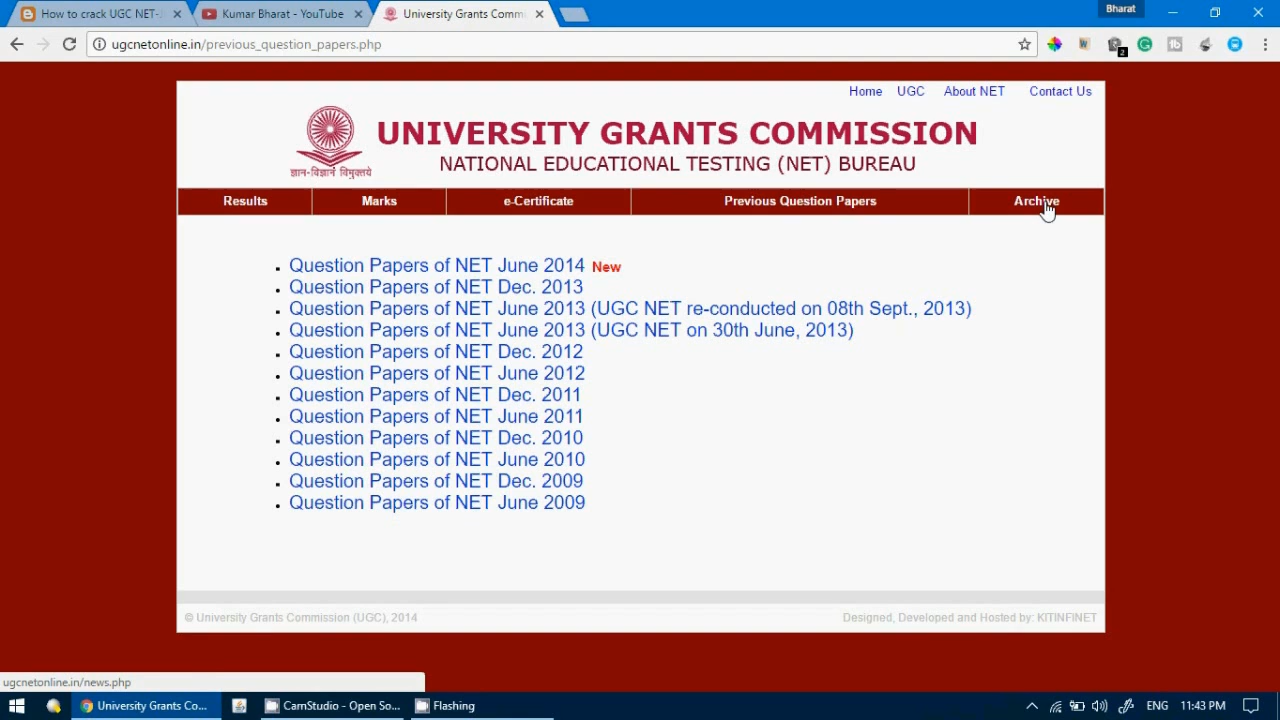 How to crack UGC NET-J
Kumar Bharat - YouTube
University Grants Commi
Bharat
ugcnetonline.in/previous_question_papers.php
2
Home UGC About NET Contact Us
UNIVERSITY GRANTS COMMISSION
NATIONAL EDUCATIONAL TESTING (NET) BUREAU
ज्ञान-विज्ञानं विमुक्तये
Results Marks e-Certificate Previous Question Papers Archive
Question Papers of NET June 2014 New
Question Papers of NET Dec. 2013
Question Papers of NET June 2013 (UGC NET re-conducted on 08th Sept., 2013)
Question Papers of NET June 2013 (UGC NET on 30th June, 2013)
Question Papers of NET Dec. 2012
Question Papers of NET June 2012
Question Papers of NET Dec. 2011
Question Papers of NET June 2011
Question Papers of NET Dec. 2010
Question Papers of NET June 2010
Question Papers of NET Dec. 2009
Question Papers of NET June 2009
© University Grants Commission (UGC), 2014
Designed, Developed and Hosted by: KITINFINET
ugcnetonline.in/news.php
University Grants Co...
CamStudio - Open So...
Flashing
ENG 11:43 PM